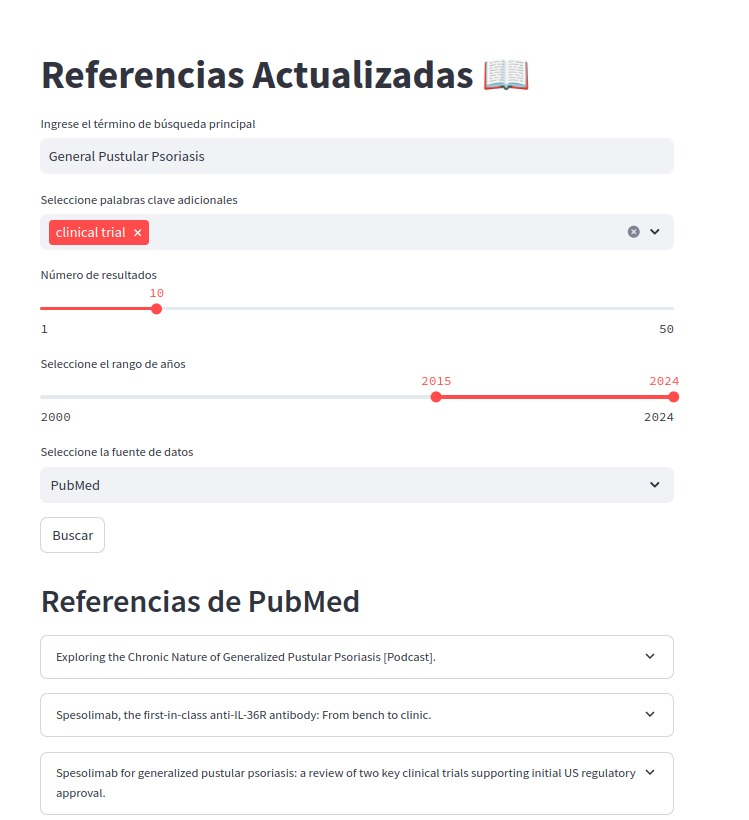 Referencias Actualizadas 📖
Ingrese el término de búsqueda principal
General Pustular Psoriasis
Seleccione palabras clave adicionales
clinical trial ×
Número de resultados
10
1 50
Seleccione el rango de años
2015 2024
2000 2024
Seleccione la fuente de datos
PubMed
Buscar
Referencias de PubMed
Exploring the Chronic Nature of Generalized Pustular Psoriasis [Podcast].
Spesolimab, the first-in-class anti-IL-36R antibody: From bench to clinic.
Spesolimab for generalized pustular psoriasis: a review of two key clinical trials supporting initial US regulatory
approval.